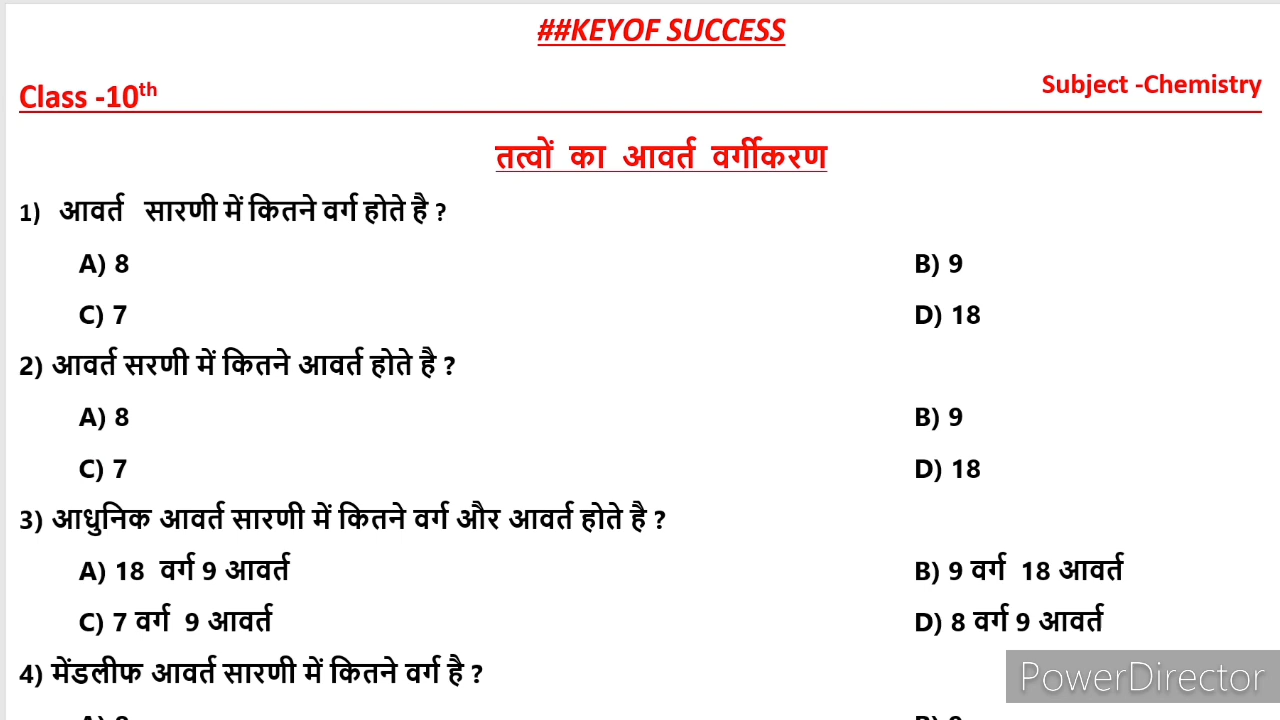 ##KEYOF SUCCESS
Class -10th
Subject -Chemistry
तत्वों का आवर्त वर्गीकरण
1) आवर्त सारणी में कितने वर्ग होते है ?
A) 8 B) 9
C) 7 D) 18
2) आवर्त सरणी में कितने आवर्त होते है ?
A) 8 B) 9
C) 7 D) 18
3) आधुनिक आवर्त सारणी में कितने वर्ग और आवर्त होते है ?
A) 18 वर्ग 9 आवर्त B) 9 वर्ग 18 आवर्त
C) 7 वर्ग 9 आवर्त D) 8 वर्ग 9 आवर्त
4) मेंडलीफ आवर्त सारणी में कितने वर्ग है ?
PowerDirector